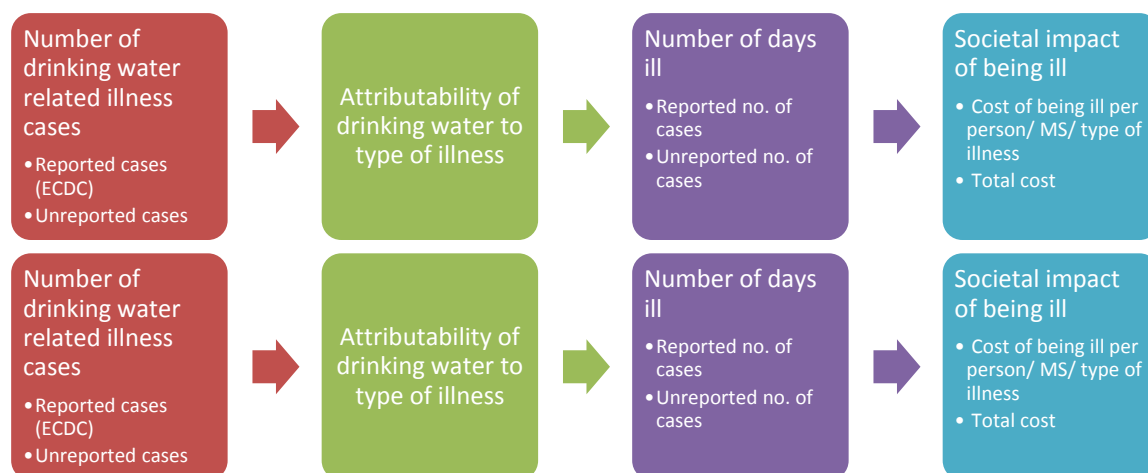 Number of
drinking water
related illness
cases
•Reported cases
(ECDC)
•Unreported cases
Attributability of
drinking water to
type of illness
Number of days
ill
•Reported no. of
cases
•Unreported no. of
cases
Societal impact
of being ill
• Cost of being ill per
person/ MS/ type of
illness
• Total cost
Number of
drinking water
related illness
cases
•Reported cases
(ECDC)
•Unreported cases
Attributability of
drinking water to
type of illness
Number of days
ill
•Reported no. of
cases
•Unreported no. of
cases
Societal impact
of being ill
• Cost of being ill per
person/ MS/ type of
illness
• Total cost